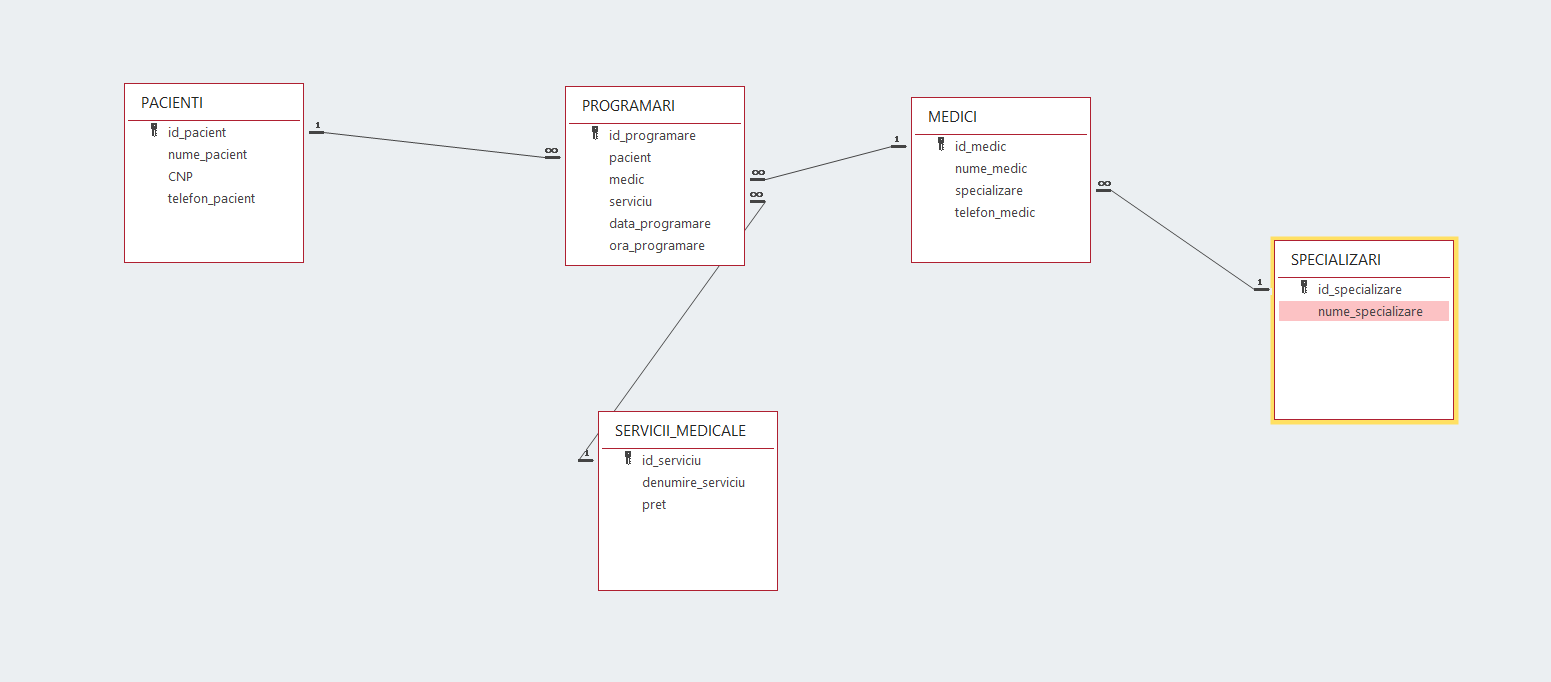 PACIENTI
id_pacient
nume_pacient
CNP
telefon_pacient
1
∞
PROGRAMARI
id_programare
pacient
medic
serviciu
data_programare
ora_programare
∞
∞
1
MEDICI
id_medic
nume_medic
specializare
telefon_medic
∞
1
SPECIALIZARI
id_specializare
nume_specializare
1
SERVICII_MEDICALE
id_serviciu
denumire_serviciu
pret